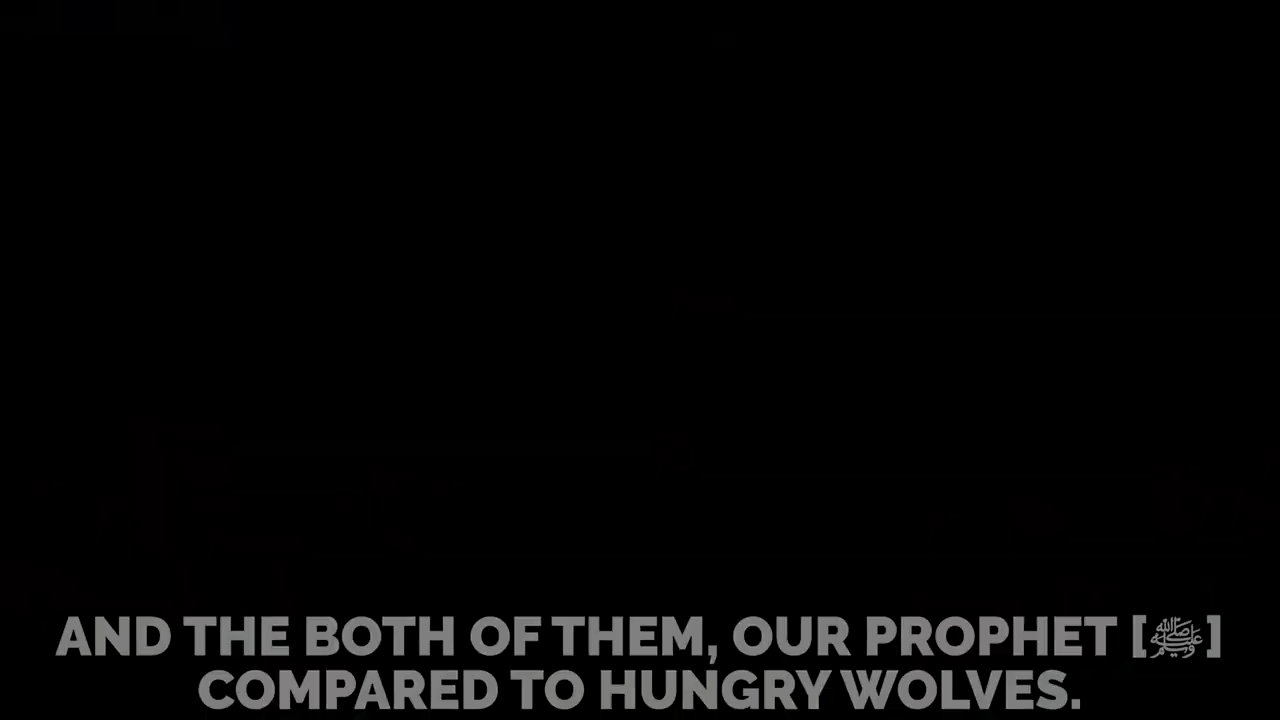 AND THE BOTH OF THEM, OUR PROPHET [ﷺ]
COMPARED TO HUNGRY WOLVES.